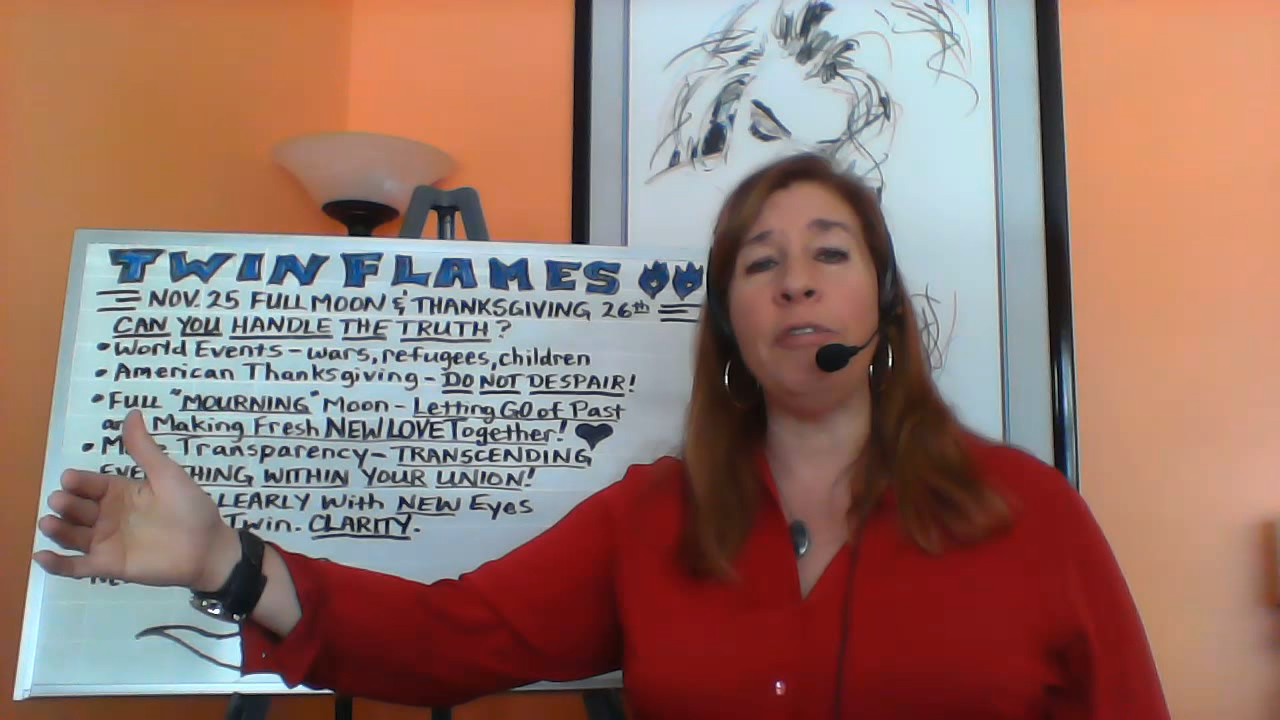 TWIN FLAMES
NOV. 25 FULL MOON & THANKSGIVING 26th
CAN YOU HANDLE THE TRUTH?
•World Events - wars, refugees, children
• American Thanksgiving - DO NOT DESPAIR!
•FULL "MOURNING" Moon - Letting GO of Past
Making Fresh NEW LOVE Together!
• Transparency - TRANSCENDING
WITHIN YOUR UNION!
With NEW Eyes
Twin. CLARITY.